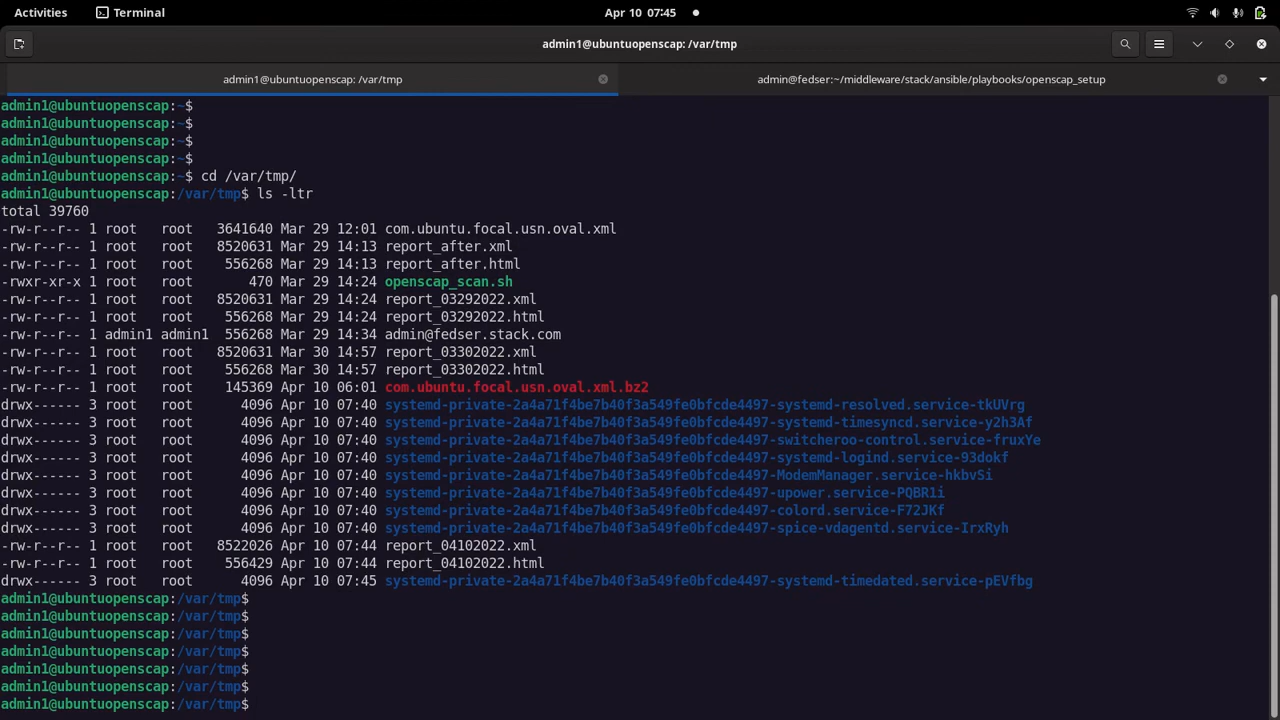 Activities Terminal Apr 10 07:45
admin1@ubuntuopenscap: /var/tmp
admin1@ubuntuopenscap: /var/tmp admin@fedser:~/middleware/stack/ansible/playbooks/openscap_setup
admin1@ubuntuopenscap:~$
admin1@ubuntuopenscap:~$
admin1@ubuntuopenscap:~$
admin1@ubuntuopenscap:~$
admin1@ubuntuopenscap:~$ cd /var/tmp/
admin1@ubuntuopenscap:/var/tmp$ ls -ltr
total 39760
-rw-r--r-- 1 root   root   3641640 Mar 29 12:01 com.ubuntu.focal.usn.oval.xml
-rw-r--r-- 1 root   root   8520631 Mar 29 14:13 report_after.xml
-rw-r--r-- 1 root   root    556268 Mar 29 14:13 report_after.html
-rwxr-xr-x 1 root   root       470 Mar 29 14:24 openscap_scan.sh
-rw-r--r-- 1 root   root   8520631 Mar 29 14:24 report_03292022.xml
-rw-r--r-- 1 root   root    556268 Mar 29 14:24 report_03292022.html
-rw-r--r-- 1 admin1 admin1  556268 Mar 29 14:34 admin@fedser.stack.com
-rw-r--r-- 1 root   root   8520631 Mar 30 14:57 report_03302022.xml
-rw-r--r-- 1 root   root    556268 Mar 30 14:57 report_03302022.html
-rw-r--r-- 1 root   root    145369 Apr 10 06:01 com.ubuntu.focal.usn.oval.xml.bz2
drwx------ 3 root   root      4096 Apr 10 07:40 systemd-private-2a4a71f4be7b40f3a549fe0bfcde4497-systemd-resolved.service-tkUVrg
drwx------ 3 root   root      4096 Apr 10 07:40 systemd-private-2a4a71f4be7b40f3a549fe0bfcde4497-systemd-timesyncd.service-y2h3Af
drwx------ 3 root   root      4096 Apr 10 07:40 systemd-private-2a4a71f4be7b40f3a549fe0bfcde4497-switcheroo-control.service-fruxYe
drwx------ 3 root   root      4096 Apr 10 07:40 systemd-private-2a4a71f4be7b40f3a549fe0bfcde4497-systemd-logind.service-93dokf
drwx------ 3 root   root      4096 Apr 10 07:40 systemd-private-2a4a71f4be7b40f3a549fe0bfcde4497-ModemManager.service-hkbvSi
drwx------ 3 root   root      4096 Apr 10 07:40 systemd-private-2a4a71f4be7b40f3a549fe0bfcde4497-upower.service-PQBR1i
drwx------ 3 root   root      4096 Apr 10 07:40 systemd-private-2a4a71f4be7b40f3a549fe0bfcde4497-colord.service-F72JKf
drwx------ 3 root   root      4096 Apr 10 07:40 systemd-private-2a4a71f4be7b40f3a549fe0bfcde4497-spice-vdagentd.service-IrxRyh
-rw-r--r-- 1 root   root   8522026 Apr 10 07:44 report_04102022.xml
-rw-r--r-- 1 root   root    556429 Apr 10 07:44 report_04102022.html
drwx------ 3 root   root      4096 Apr 10 07:45 systemd-private-2a4a71f4be7b40f3a549fe0bfcde4497-systemd-timedated.service-pEVfbg
admin1@ubuntuopenscap:/var/tmp$
admin1@ubuntuopenscap:/var/tmp$
admin1@ubuntuopenscap:/var/tmp$
admin1@ubuntuopenscap:/var/tmp$
admin1@ubuntuopenscap:/var/tmp$
admin1@ubuntuopenscap:/var/tmp$
admin1@ubuntuopenscap:/var/tmp$